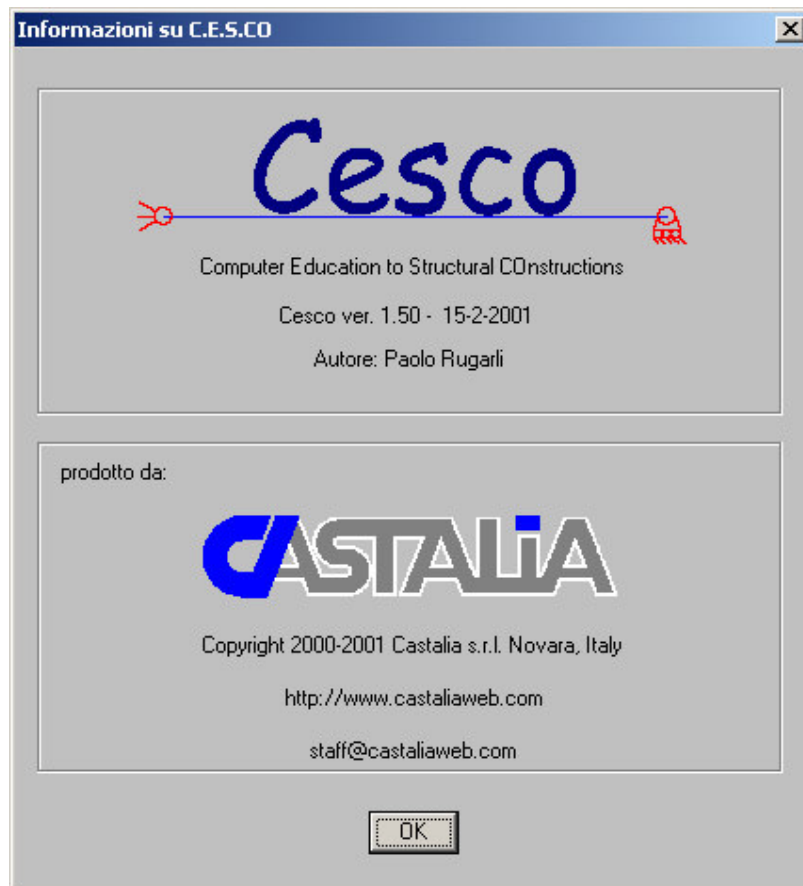 Informazioni su C.E.S.CO
Cesco
Computer Education to Structural COnstructions
Cesco ver. 1.50 - 15-2-2001
Autore: Paolo Rugarli
prodotto da:
CASTALiA
Copyright 2000-2001 Castalia s.r.l. Novara, Italy
http://www.castaliaweb.com
staff@castaliaweb.com
OK